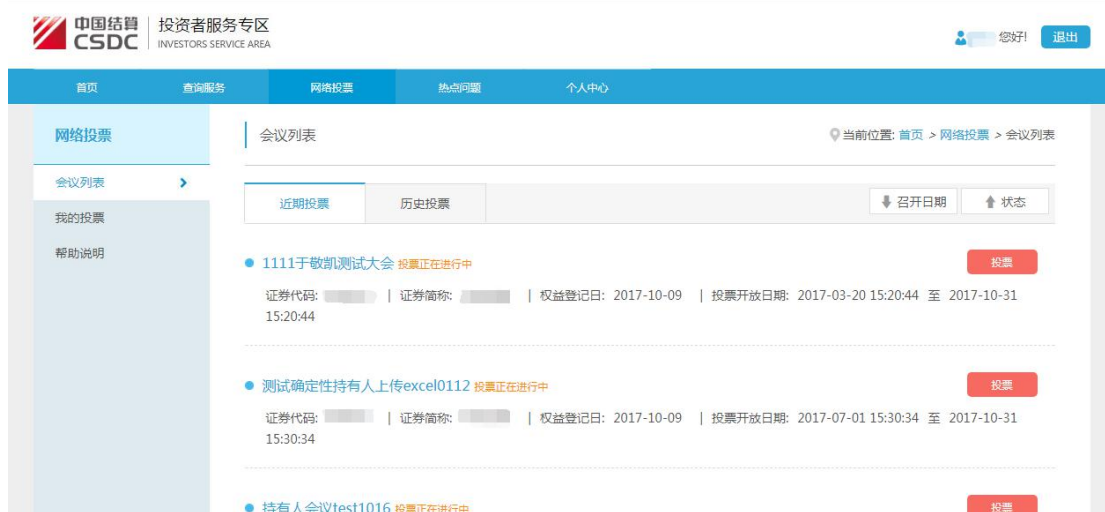 中国结算 投资者服务专区
CSDC INVESTORS SERVICE AREA
您好! 退出
首页 查询服务 网络投票 热点问题 个人中心
网络投票
会议列表
我的投票
帮助说明
会议列表 当前位置: 首页 > 网络投票 > 会议列表
近期投票 历史投票 召开日期 状态
1111于敬凯测试大会 投票正在进行中 投票
证券代码: | 证券简称: | 权益登记日: 2017-10-09 | 投票开放日期: 2017-03-20 15:20:44 至 2017-10-31
15:20:44
测试确定性持有人上传excel0112 投票正在进行中 投票
证券代码: | 证券简称: | 权益登记日: 2017-10-09 | 投票开放日期: 2017-07-01 15:30:34 至 2017-10-31
15:30:34
持有人会议test1016 投票正在进行中 投票